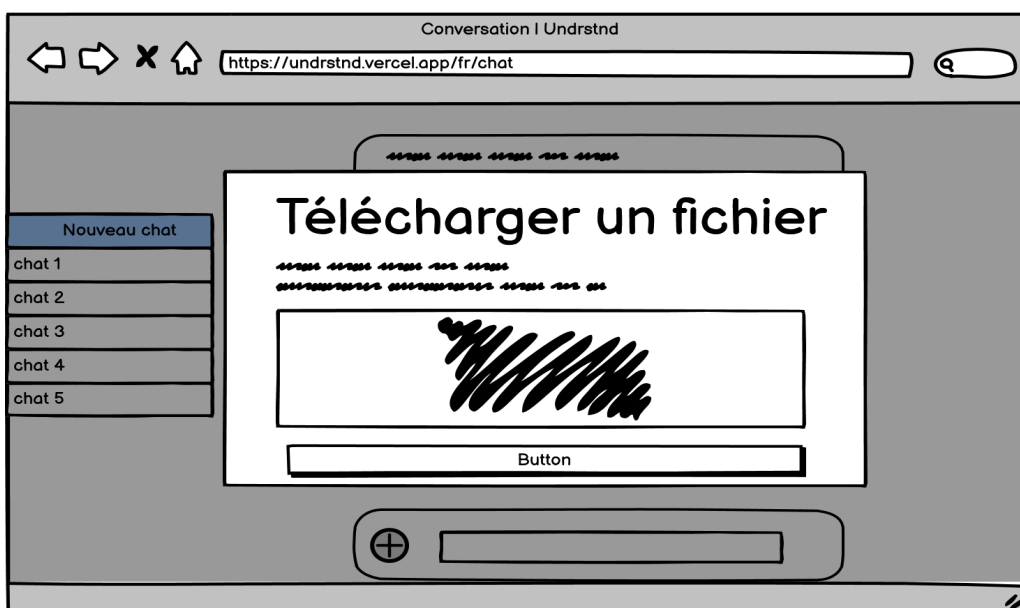 Conversation | Undrstnd
https://undrstnd.vercel.app/fr/chat
Nouveau chat
chat 1
chat 2
chat 3
chat 4
chat 5
Télécharger un fichier
Button